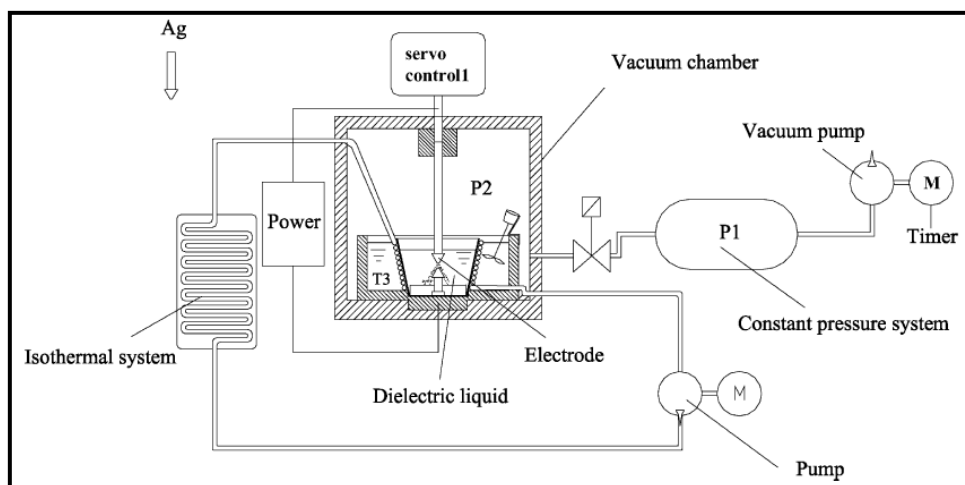 Ag
servo
control1
Vacuum chamber
Vacuum pump
P2
M
Power
P1
Timer
T3
Constant pressure system
Isothermal system
Electrode
Dielectric liquid
M
Pump